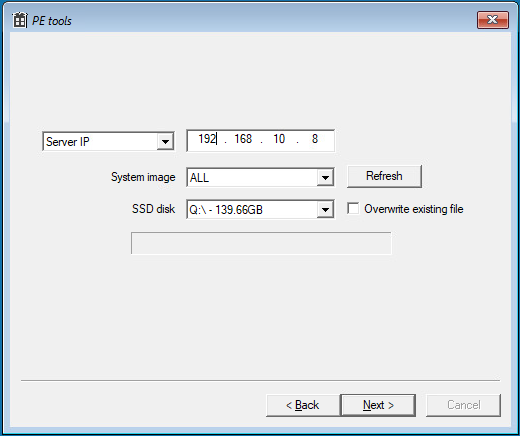 PE tools
Server IP 192 . 168 . 10 . 8
System image ALL Refresh
SSD disk Q:\ - 139.66GB Overwrite existing file
< Back Next > Cancel